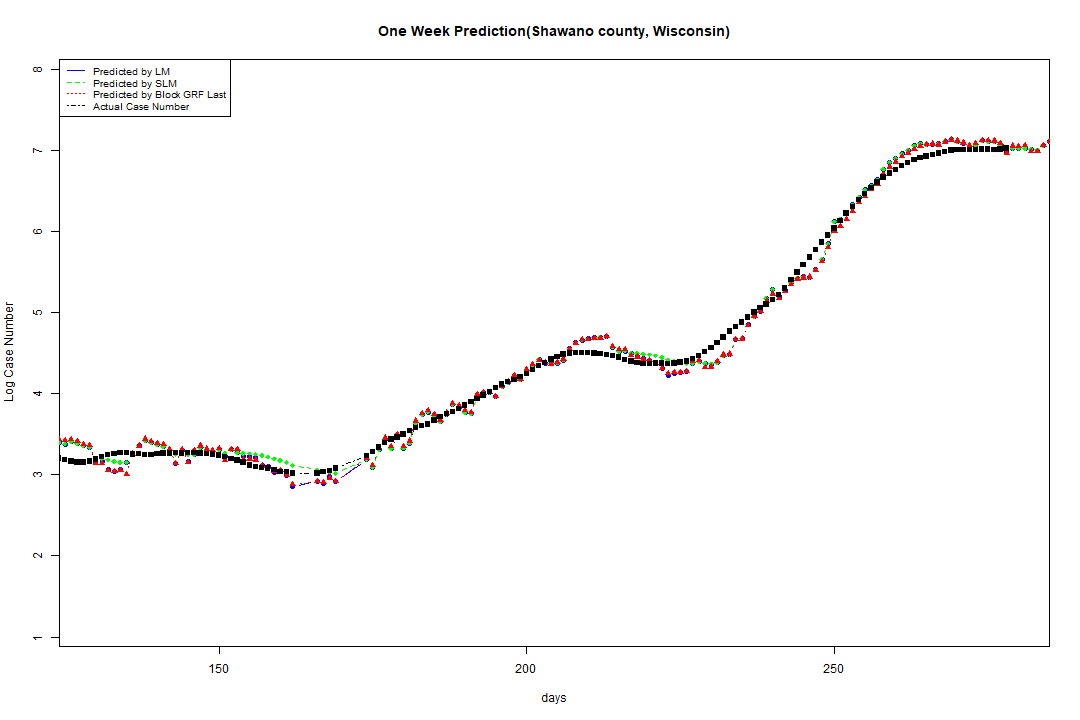 One Week Prediction(Shawano county, Wisconsin)
8
Predicted by LM
Predicted by SLM
Predicted by Block GRF Last
Actual Case Number
7
6
5
4
3
2
1
Log Case Number
150
200
250
days